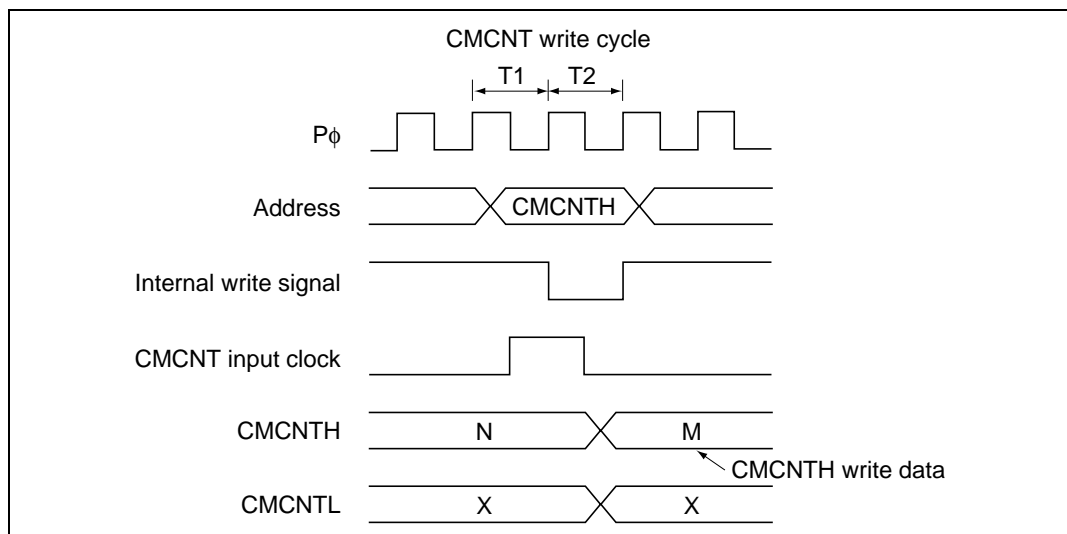 CMCNT write cycle
T1 T2
Pϕ
Address CMCNTH
Internal write signal
CMCNT input clock
CMCNTH N M
CMCNTH write data
CMCNTL X X